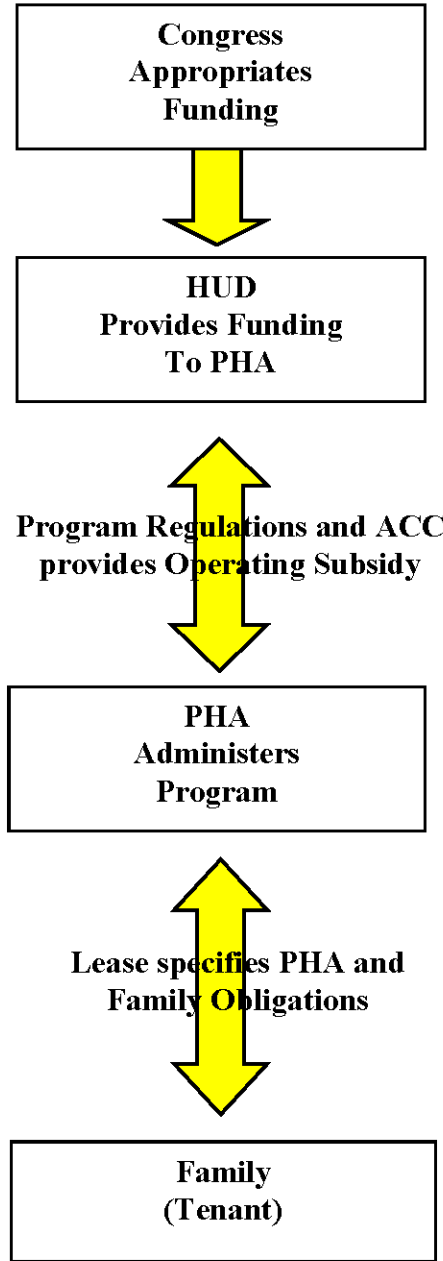 Congress
Appropriates
Funding
HUD
Provides Funding
To PHA
Program Regulations and ACC
provides Operating Subsidy
PHA
Administers
Program
Lease specifies PHA and
Family Obligations
Family
(Tenant)